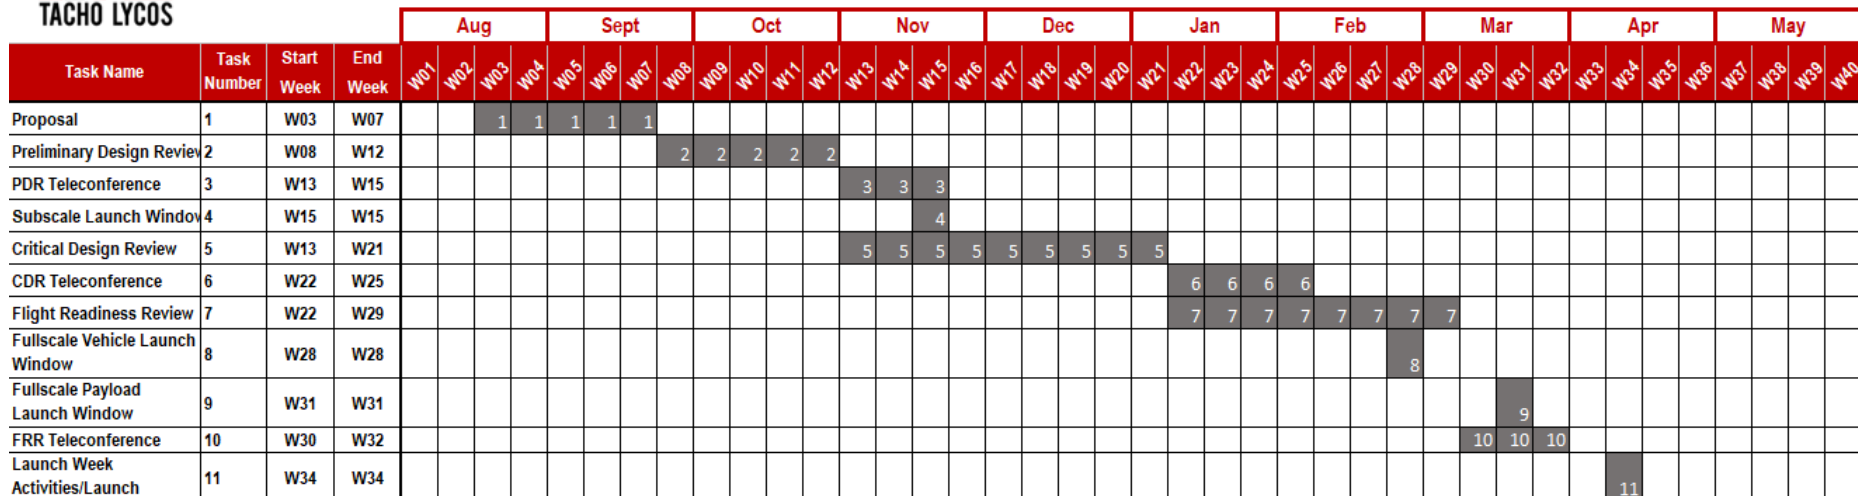 TACHO LYCOS
Aug Sept Oct Nov Dec Jan Feb Mar Apr May
Task Name Task Number Start Week End Week W01 W02 W03 W04 W05 W06 W07 W08 W09 W10 W11 W12 W13 W14 W15 W16 W17 W18 W19 W20 W21 W22 W23 W24 W25 W26 W27 W28 W29 W30 W31 W32 W33 W34 W35 W36 W37 W38 W39 W40
Proposal 1 W03 W07 1 1 1 1 1
Preliminary Design Review 2 W08 W12 2 2 2 2 2
PDR Teleconference 3 W13 W15 3 3 3
Subscale Launch Window 4 W15 W15 4
Critical Design Review 5 W13 W21 5 5 5 5 5 5 5 5 5
CDR Teleconference 6 W22 W25 6 6 6 6
Flight Readiness Review 7 W22 W29 7 7 7 7 7 7 7 7
Fullscale Vehicle Launch
Window 8 W28 W28 8
Fullscale Payload
Launch Window 9 W31 W31 9
FRR Teleconference 10 W30 W32 10 10 10
Launch Week
Activities/Launch 11 W34 W34 11